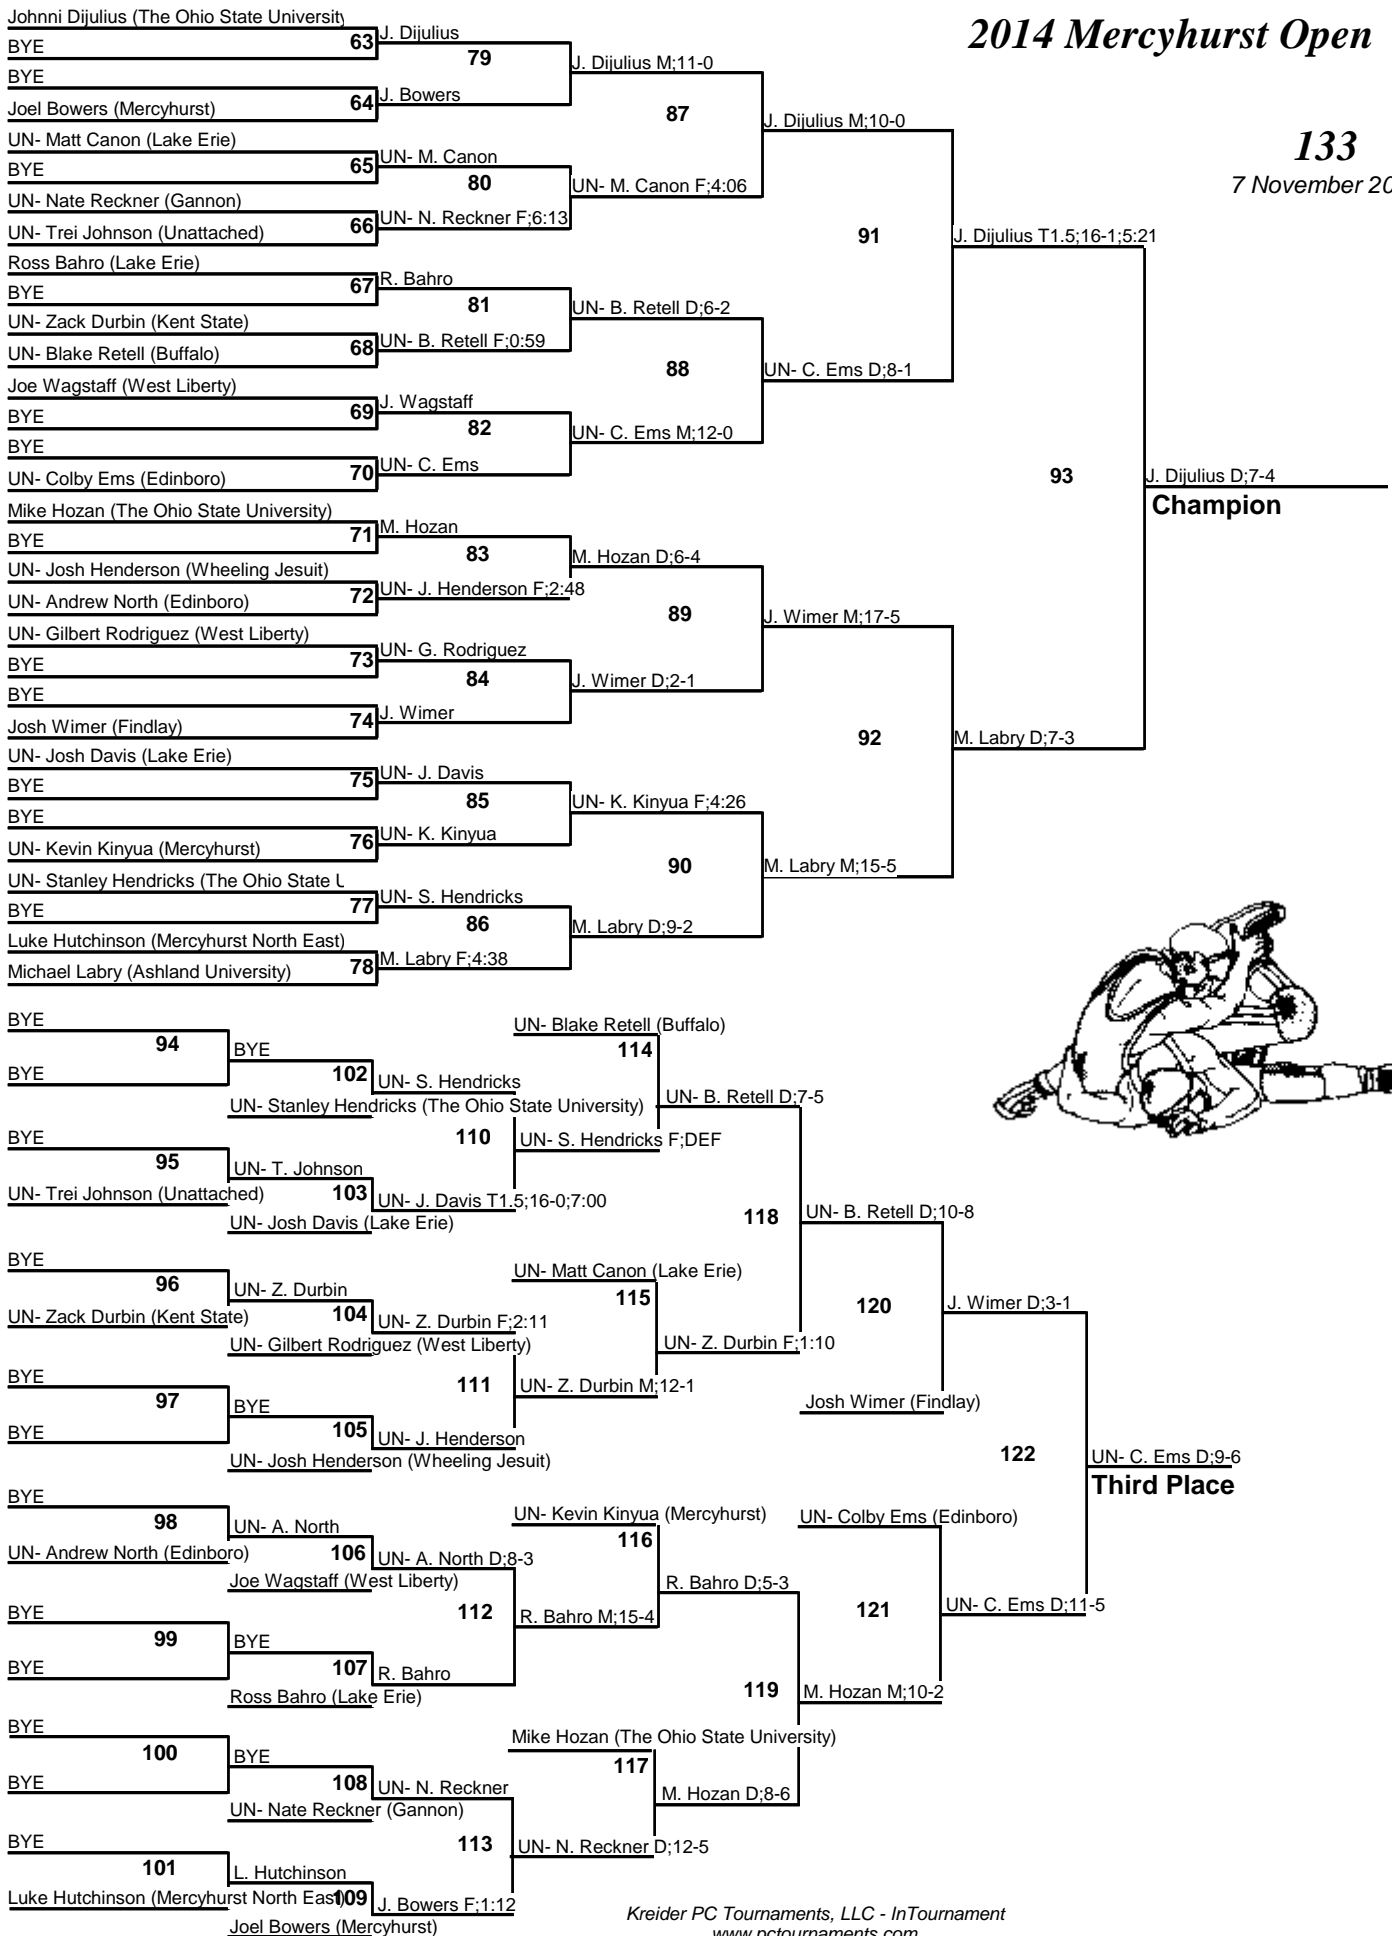 2014 Mercyhurst Open
133
7 November 20
Johnni Dijulius (The Ohio State University
BYE
63
J. Dijulius
79
BYE
Joel Bowers (Mercyhurst)
64
J. Bowers
J. Dijulius M;11-0
87
UN- Matt Canon (Lake Erie)
BYE
65
UN- M. Canon
80
UN- Nate Reckner (Gannon)
UN- Trei Johnson (Unattached)
66
UN- N. Reckner F;6:13
UN- M. Canon F;4:06
J. Dijulius M;10-0
91
Ross Bahro (Lake Erie)
BYE
67
R. Bahro
81
UN- Zack Durbin (Kent State)
UN- Blake Retell (Buffalo)
68
UN- B. Retell F;0:59
UN- B. Retell D;6-2
88
Joe Wagstaff (West Liberty)
BYE
69
J. Wagstaff
82
BYE
UN- Colby Ems (Edinboro)
70
UN- C. Ems
UN- C. Ems M;12-0
UN- C. Ems D;8-1
J. Dijulius T1.5;16-1;5:21
93
J. Dijulius D;7-4
Champion
Mike Hozan (The Ohio State University)
BYE
71
M. Hozan
83
UN- Josh Henderson (Wheeling Jesuit)
UN- Andrew North (Edinboro)
72
UN- J. Henderson F;2:48
M. Hozan D;6-4
89
UN- Gilbert Rodriguez (West Liberty)
BYE
73
UN- G. Rodriguez
84
BYE
Josh Wimer (Findlay)
74
J. Wimer
J. Wimer D;2-1
J. Wimer M;17-5
92
UN- Josh Davis (Lake Erie)
BYE
75
UN- J. Davis
85
BYE
UN- Kevin Kinyua (Mercyhurst)
76
UN- K. Kinyua
UN- K. Kinyua F;4:26
90
UN- Stanley Hendricks (The Ohio State
BYE
77
UN- S. Hendricks
86
Luke Hutchinson (Mercyhurst North East)
Michael Labry (Ashland University)
78
M. Labry F;4:38
M. Labry D;9-2
M. Labry M;15-5
M. Labry D;7-3
BYE
94
BYE
BYE
102
UN- S. Hendricks
UN- Stanley Hendricks (The Ohio State University)
110
BYE
95
UN- Trei Johnson (Unattached)
UN- T. Johnson
103
UN- J. Davis T1.5;16-0;7:00
UN- Josh Davis (Lake Erie)
UN- Blake Retell (Buffalo)
114
UN- S. Hendricks F;DEF
UN- B. Retell D;7-5
118
BYE
96
UN- Zack Durbin (Kent State)
UN- Z. Durbin
104
UN- Z. Durbin F;2:11
UN- Gilbert Rodriguez (West Liberty)
111
BYE
97
BYE
BYE
105
UN- J. Henderson
UN- Josh Henderson (Wheeling Jesuit)
UN- Matt Canon (Lake Erie)
115
UN- Z. Durbin M;12-1
UN- Z. Durbin F;1:10
UN- B. Retell D;10-8
120
Josh Wimer (Findlay)
J. Wimer D;3-1
122
UN- C. Ems D;9-6
Third Place
BYE
98
UN- Andrew North (Edinboro)
UN- A. North
106
UN- A. North D;8-3
Joe Wagstaff (West Liberty)
112
BYE
99
BYE
BYE
107
R. Bahro
Ross Bahro (Lake Erie)
UN- Kevin Kinyua (Mercyhurst)
116
R. Bahro M;15-4
R. Bahro D;5-3
119
UN- Colby Ems (Edinboro)
121
UN- C. Ems D;11-5
M. Hozan M;10-2
BYE
100
BYE
BYE
108
UN- N. Reckner
UN- Nate Reckner (Gannon)
113
BYE
101
Luke Hutchinson (Mercyhurst North East)
L. Hutchinson
109
J. Bowers F;1:12
Joel Bowers (Mercyhurst)
Mike Hozan (The Ohio State University)
117
UN- N. Reckner D;12-5
M. Hozan D;8-6
Kreider PC Tournaments, LLC - InTournament
www.pctournaments.com